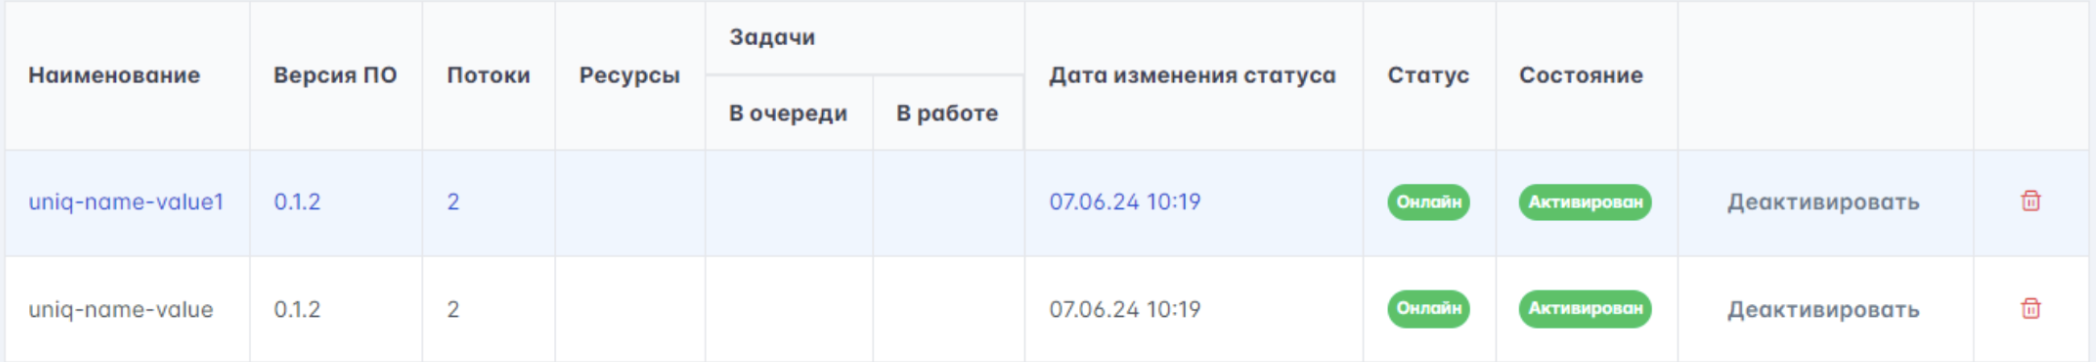 Задачи
Наименование Версия ПО Потоки Ресурсы Дата изменения статуса Статус Состояние
В очереди В работе
uniq-name-value1 0.1.2 2 07.06.24 10:19 Онлайн Активирован Деактивировать
uniq-name-value 0.1.2 2 07.06.24 10:19 Онлайн Активирован Деактивировать